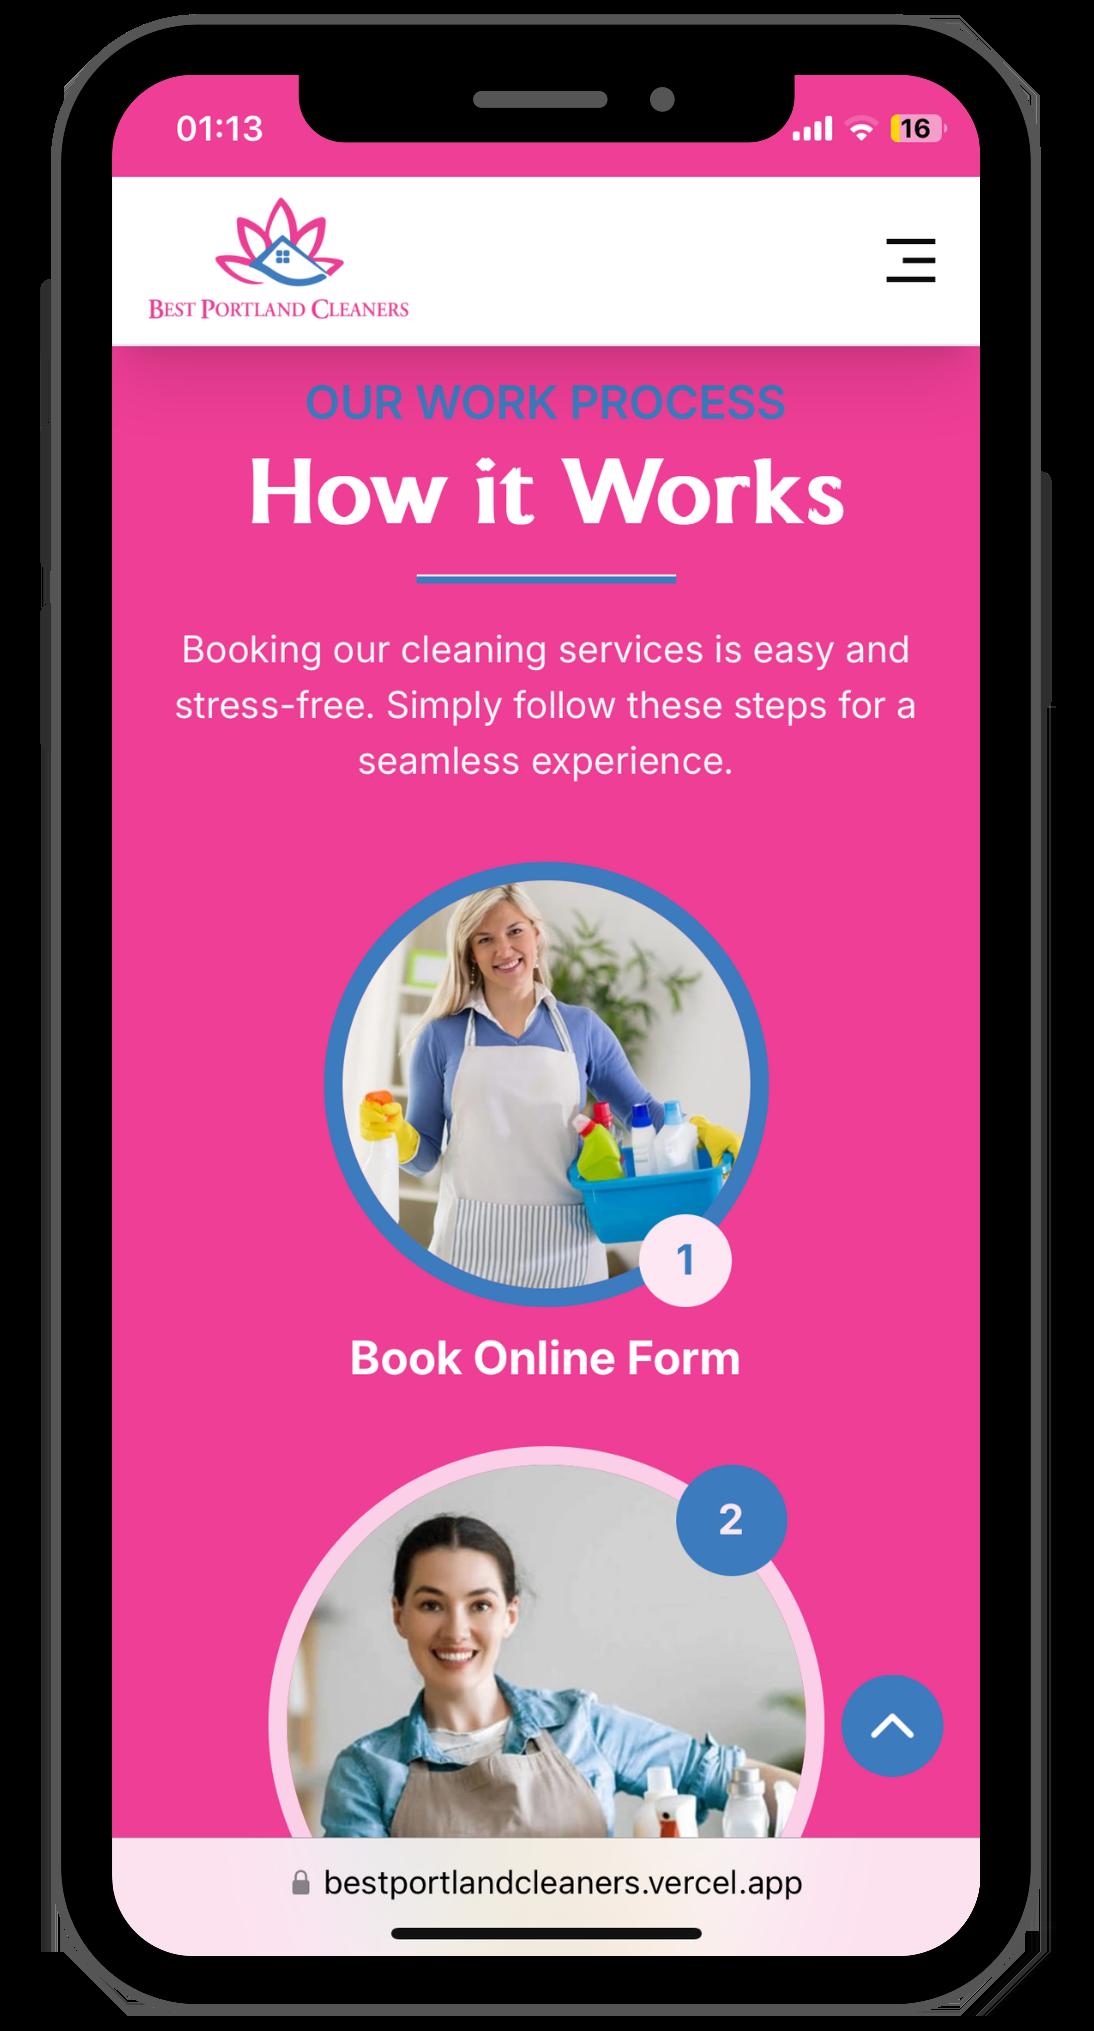 01:13
16
BEST PORTLAND CLEANERS
OUR WORK PROCESS
How it Works
Booking our cleaning services is easy and
stress-free. Simply follow these steps for a
seamless experience.
1
Book Online Form
2
bestportlandcleaners.vercel.app